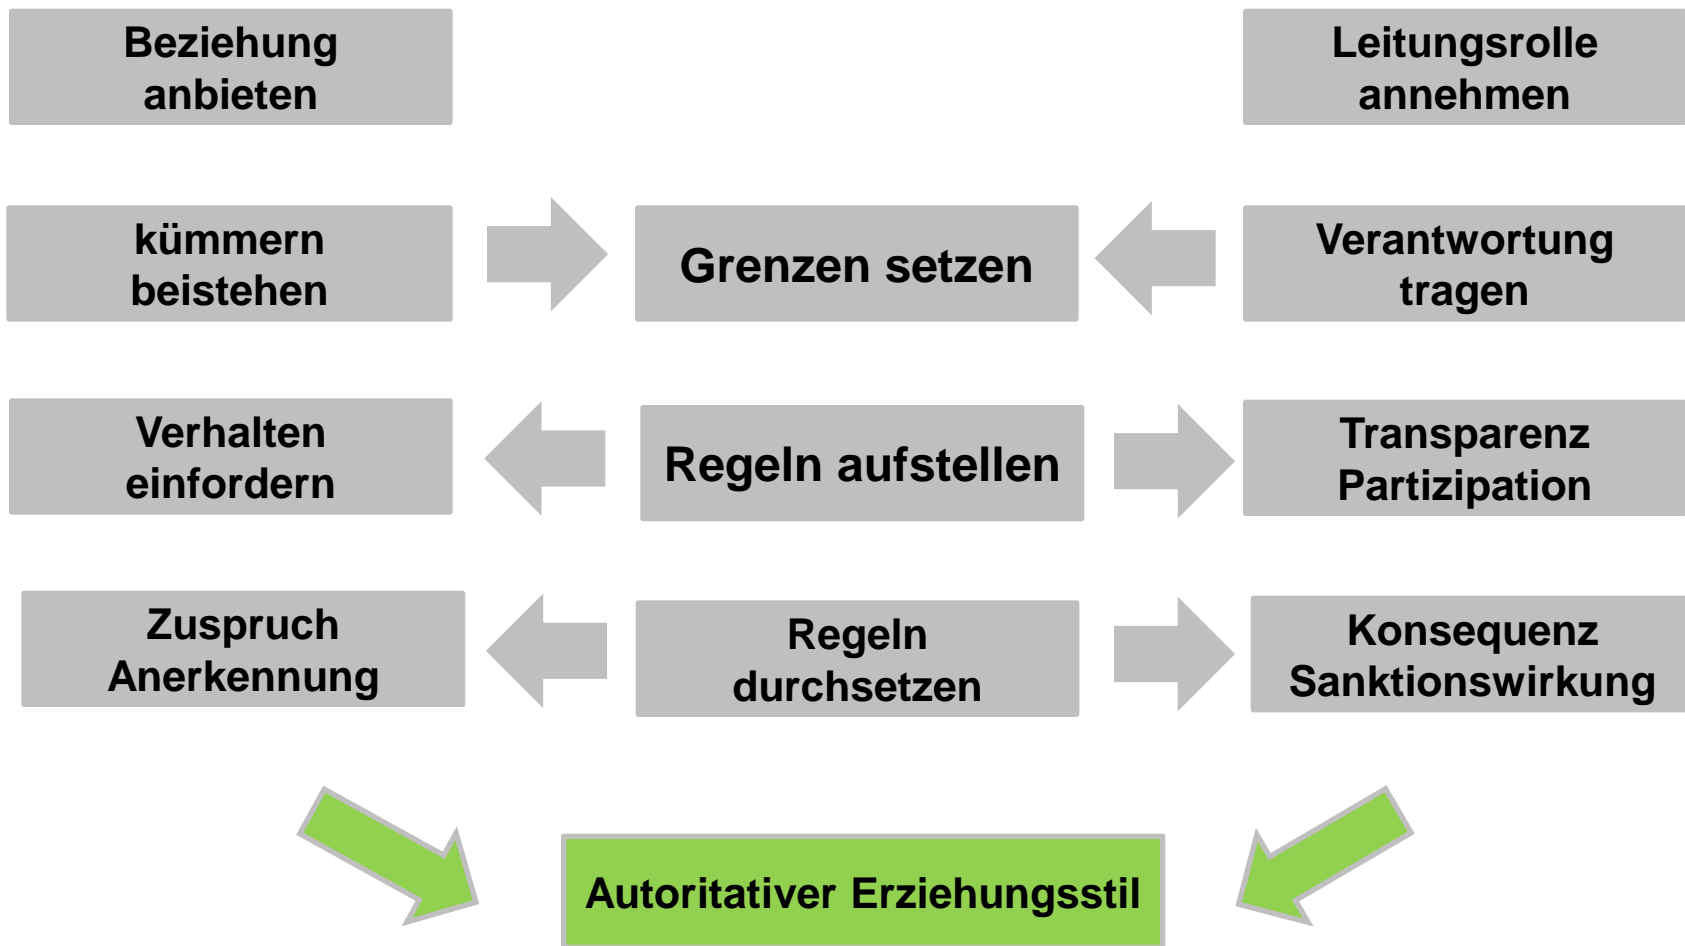 Beziehung
anbieten
Leitungsrolle
annehmen
kümmern
beistehen
Grenzen setzen
Verantwortung
tragen
Verhalten
einfordern
Regeln aufstellen
Transparenz
Partizipation
Zuspruch
Anerkennung
Regeln
durchsetzen
Konsequenz
Sanktionswirkung
Autoritativer Erziehungsstil